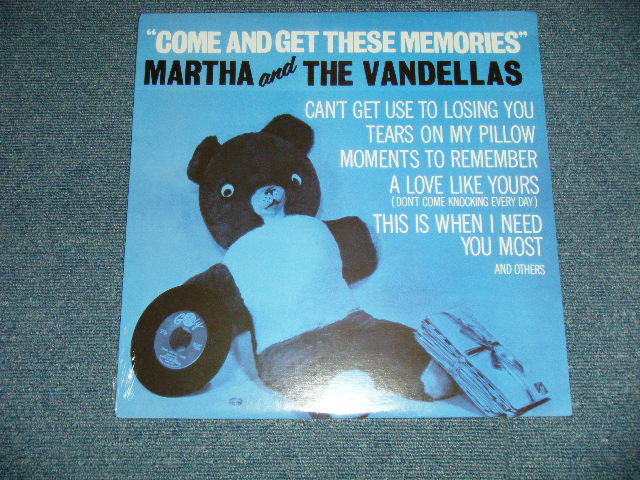 "COME AND GET THESE MEMORIES"
MARTHA and THE VANDELLAS
CAN'T GET USE TO LOSING YOU
TEARS ON MY PILLOW
MOMENTS TO REMEMBER
A LOVE LIKE YOURS
(DON'T COME KNOCKING EVERY DAY)
THIS IS WHEN I NEED
YOU MOST
AND OTHERS